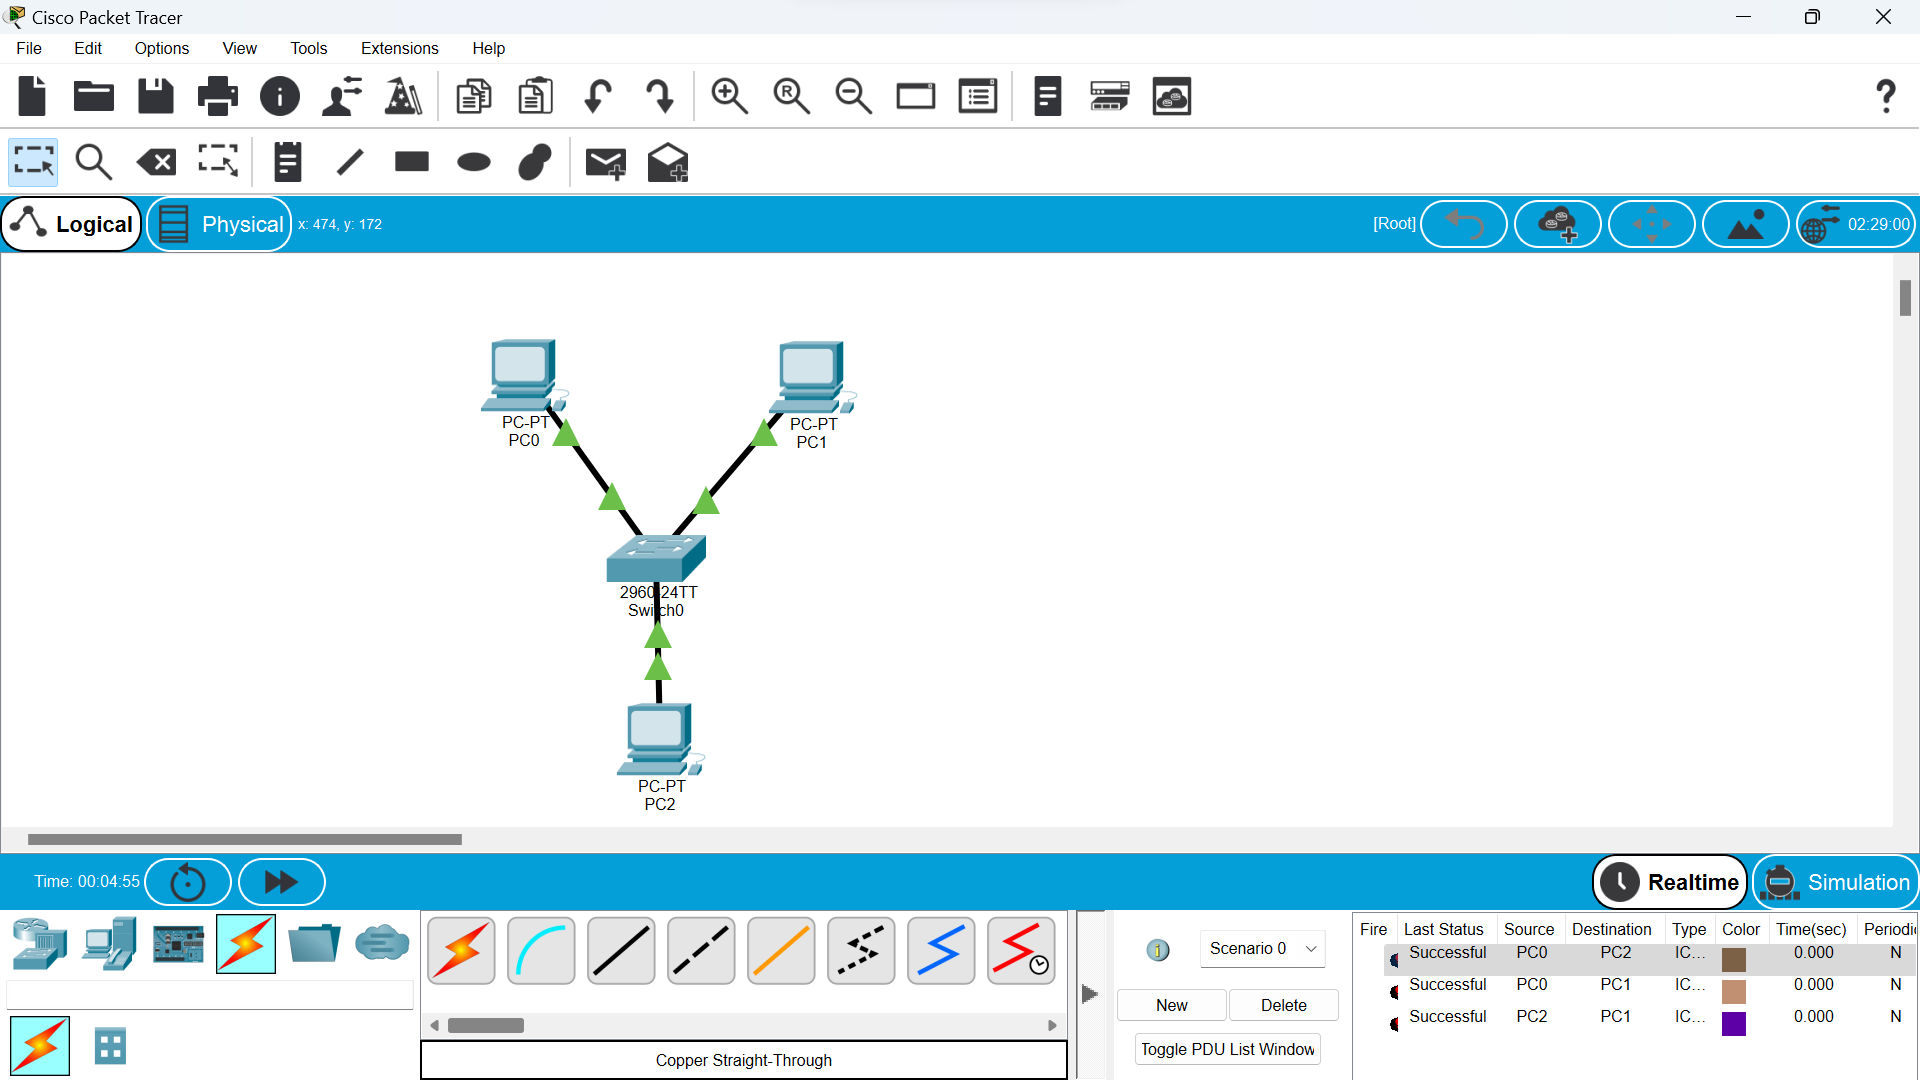 Cisco Packet Tracer
File Edit Options View Tools Extensions Help
Logical Physical x: 474, y: 172 [Root] 02:29:00
PC-PT
PC0
PC-PT
PC1
2960-24TT
Switch0
PC-PT
PC2
Time: 00:04:55 Realtime Simulation
Scenario 0
New Delete
Toggle PDU List Window
Copper Straight-Through
Fire Last Status Source Destination Type Color Time(sec) Periodic
Successful PC0 PC2 IC... 0.000 N
Successful PC0 PC1 IC... 0.000 N
Successful PC2 PC1 IC... 0.000 N